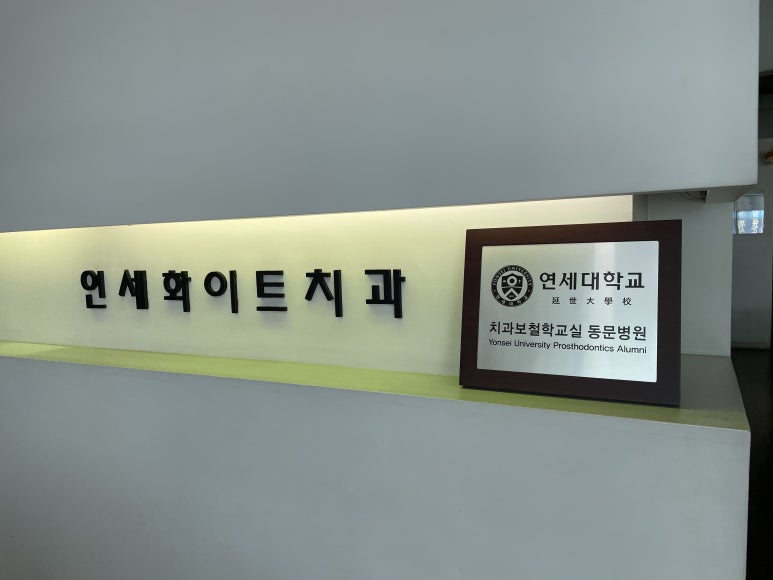 연세화이트치과
연세대학교
延世大學校
치과보철학교실 동문병원
Yonsei University Prosthodontics Alumni